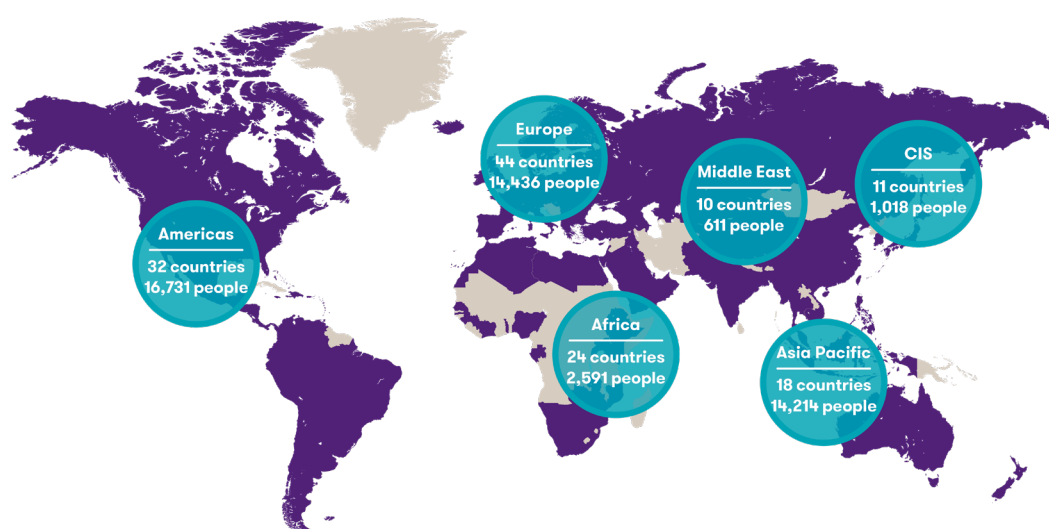 Europe
44 countries
14,436 people
Middle East
10 countries
611 people
CIS
11 countries
1,018 people
Americas
32 countries
16,731 people
Africa
24 countries
2,591 people
Asia Pacific
18 countries
14,214 people